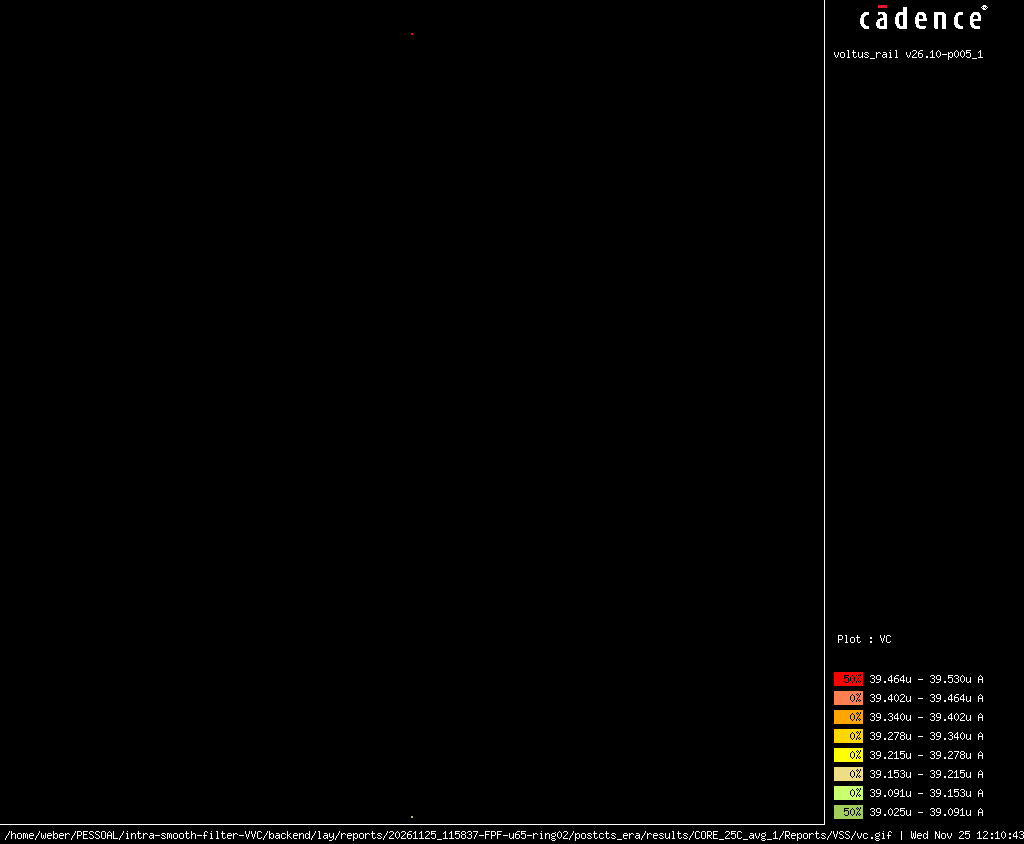 cādence®
voltus_rail v26.10-p005_1
Plot : VC
50% 39.464u - 39.530u A
0% 39.402u - 39.464u A
0% 39.340u - 39.402u A
0% 39.278u - 39.340u A
0% 39.215u - 39.278u A
0% 39.153u - 39.215u A
0% 39.091u - 39.153u A
50% 39.025u - 39.091u A
/home/weber/PESSOAL/intra-smooth-filter-VVC/backend/lay/reports/20261125_115837-FPF-u65-ring02/postcts_era/results/CORE_25C_avg_1/Reports/VSS/vc.gif | Wed Nov 25 12:10:43